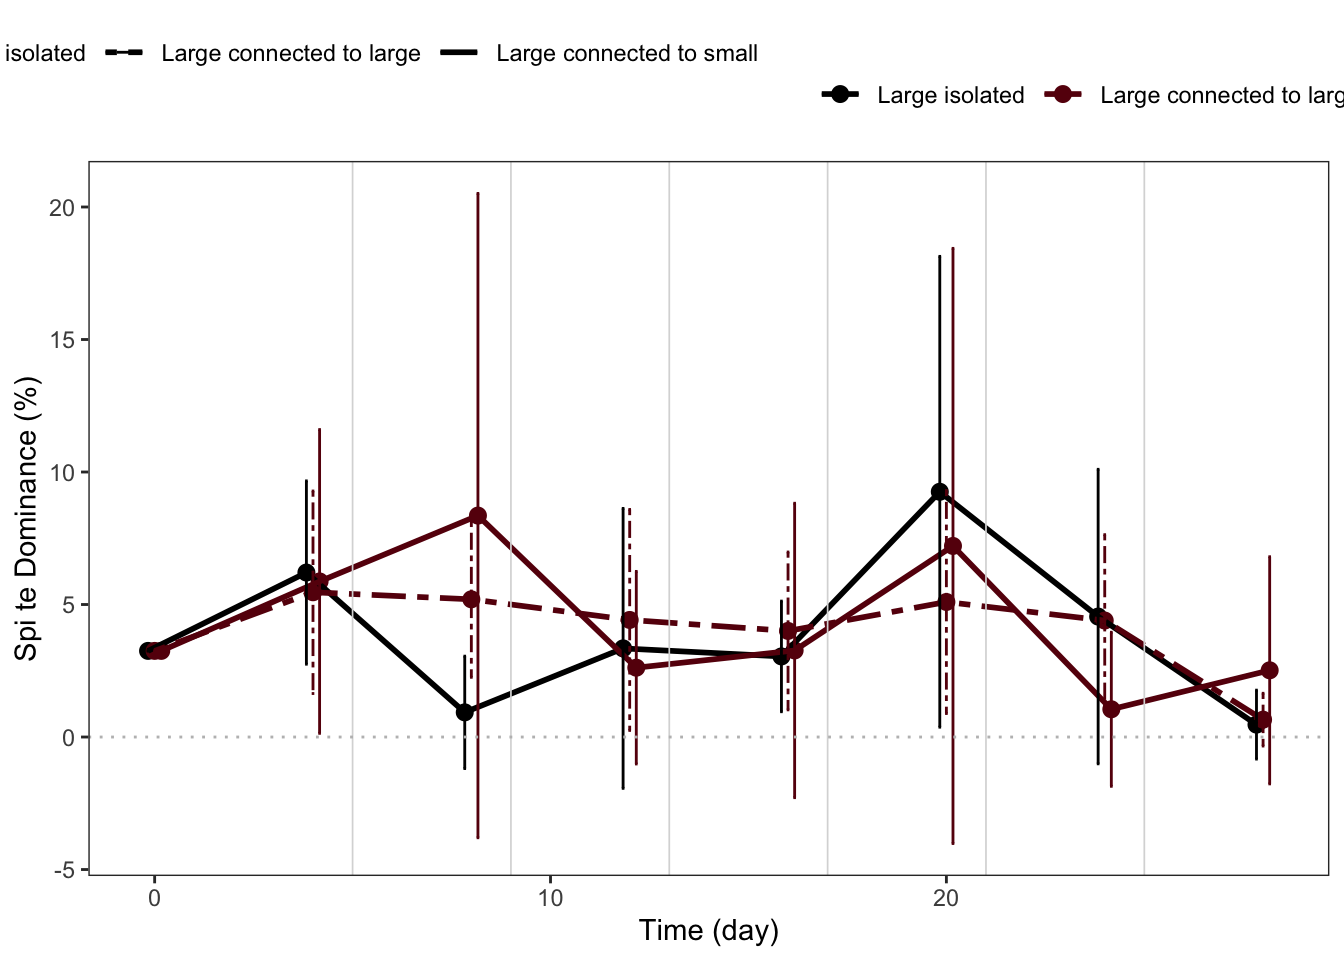 isolated Large connected to large Large connected to small
Large isolated Large connected to larg
20
15
10
5
0
-5
Spi te Dominance (%)
0 10 20
Time (day)